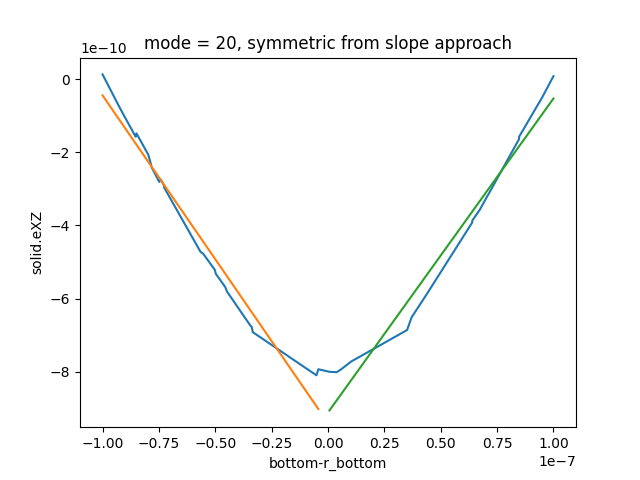 mode = 20, symmetric from slope approach
1e−10
0
−2
−4
−6
−8
solid.eXZ
−1.00 −0.75 −0.50 −0.25 0.00 0.25 0.50 0.75 1.00
bottom-r_bottom
1e−7